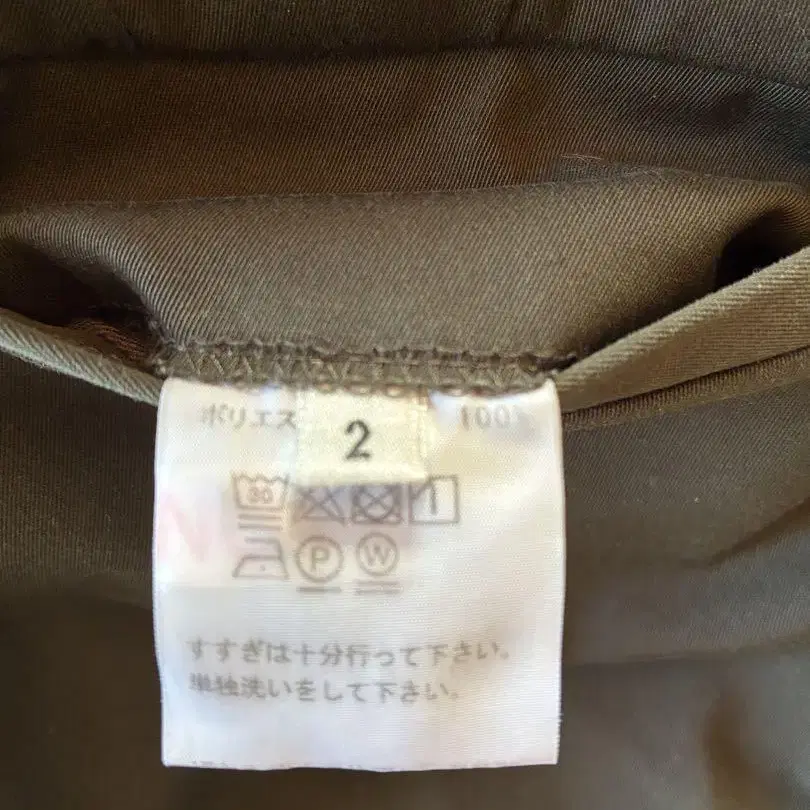 ポリエス 100%
2
30
P W
すすぎは十分行って下さい。
単独洗いをして下さい。